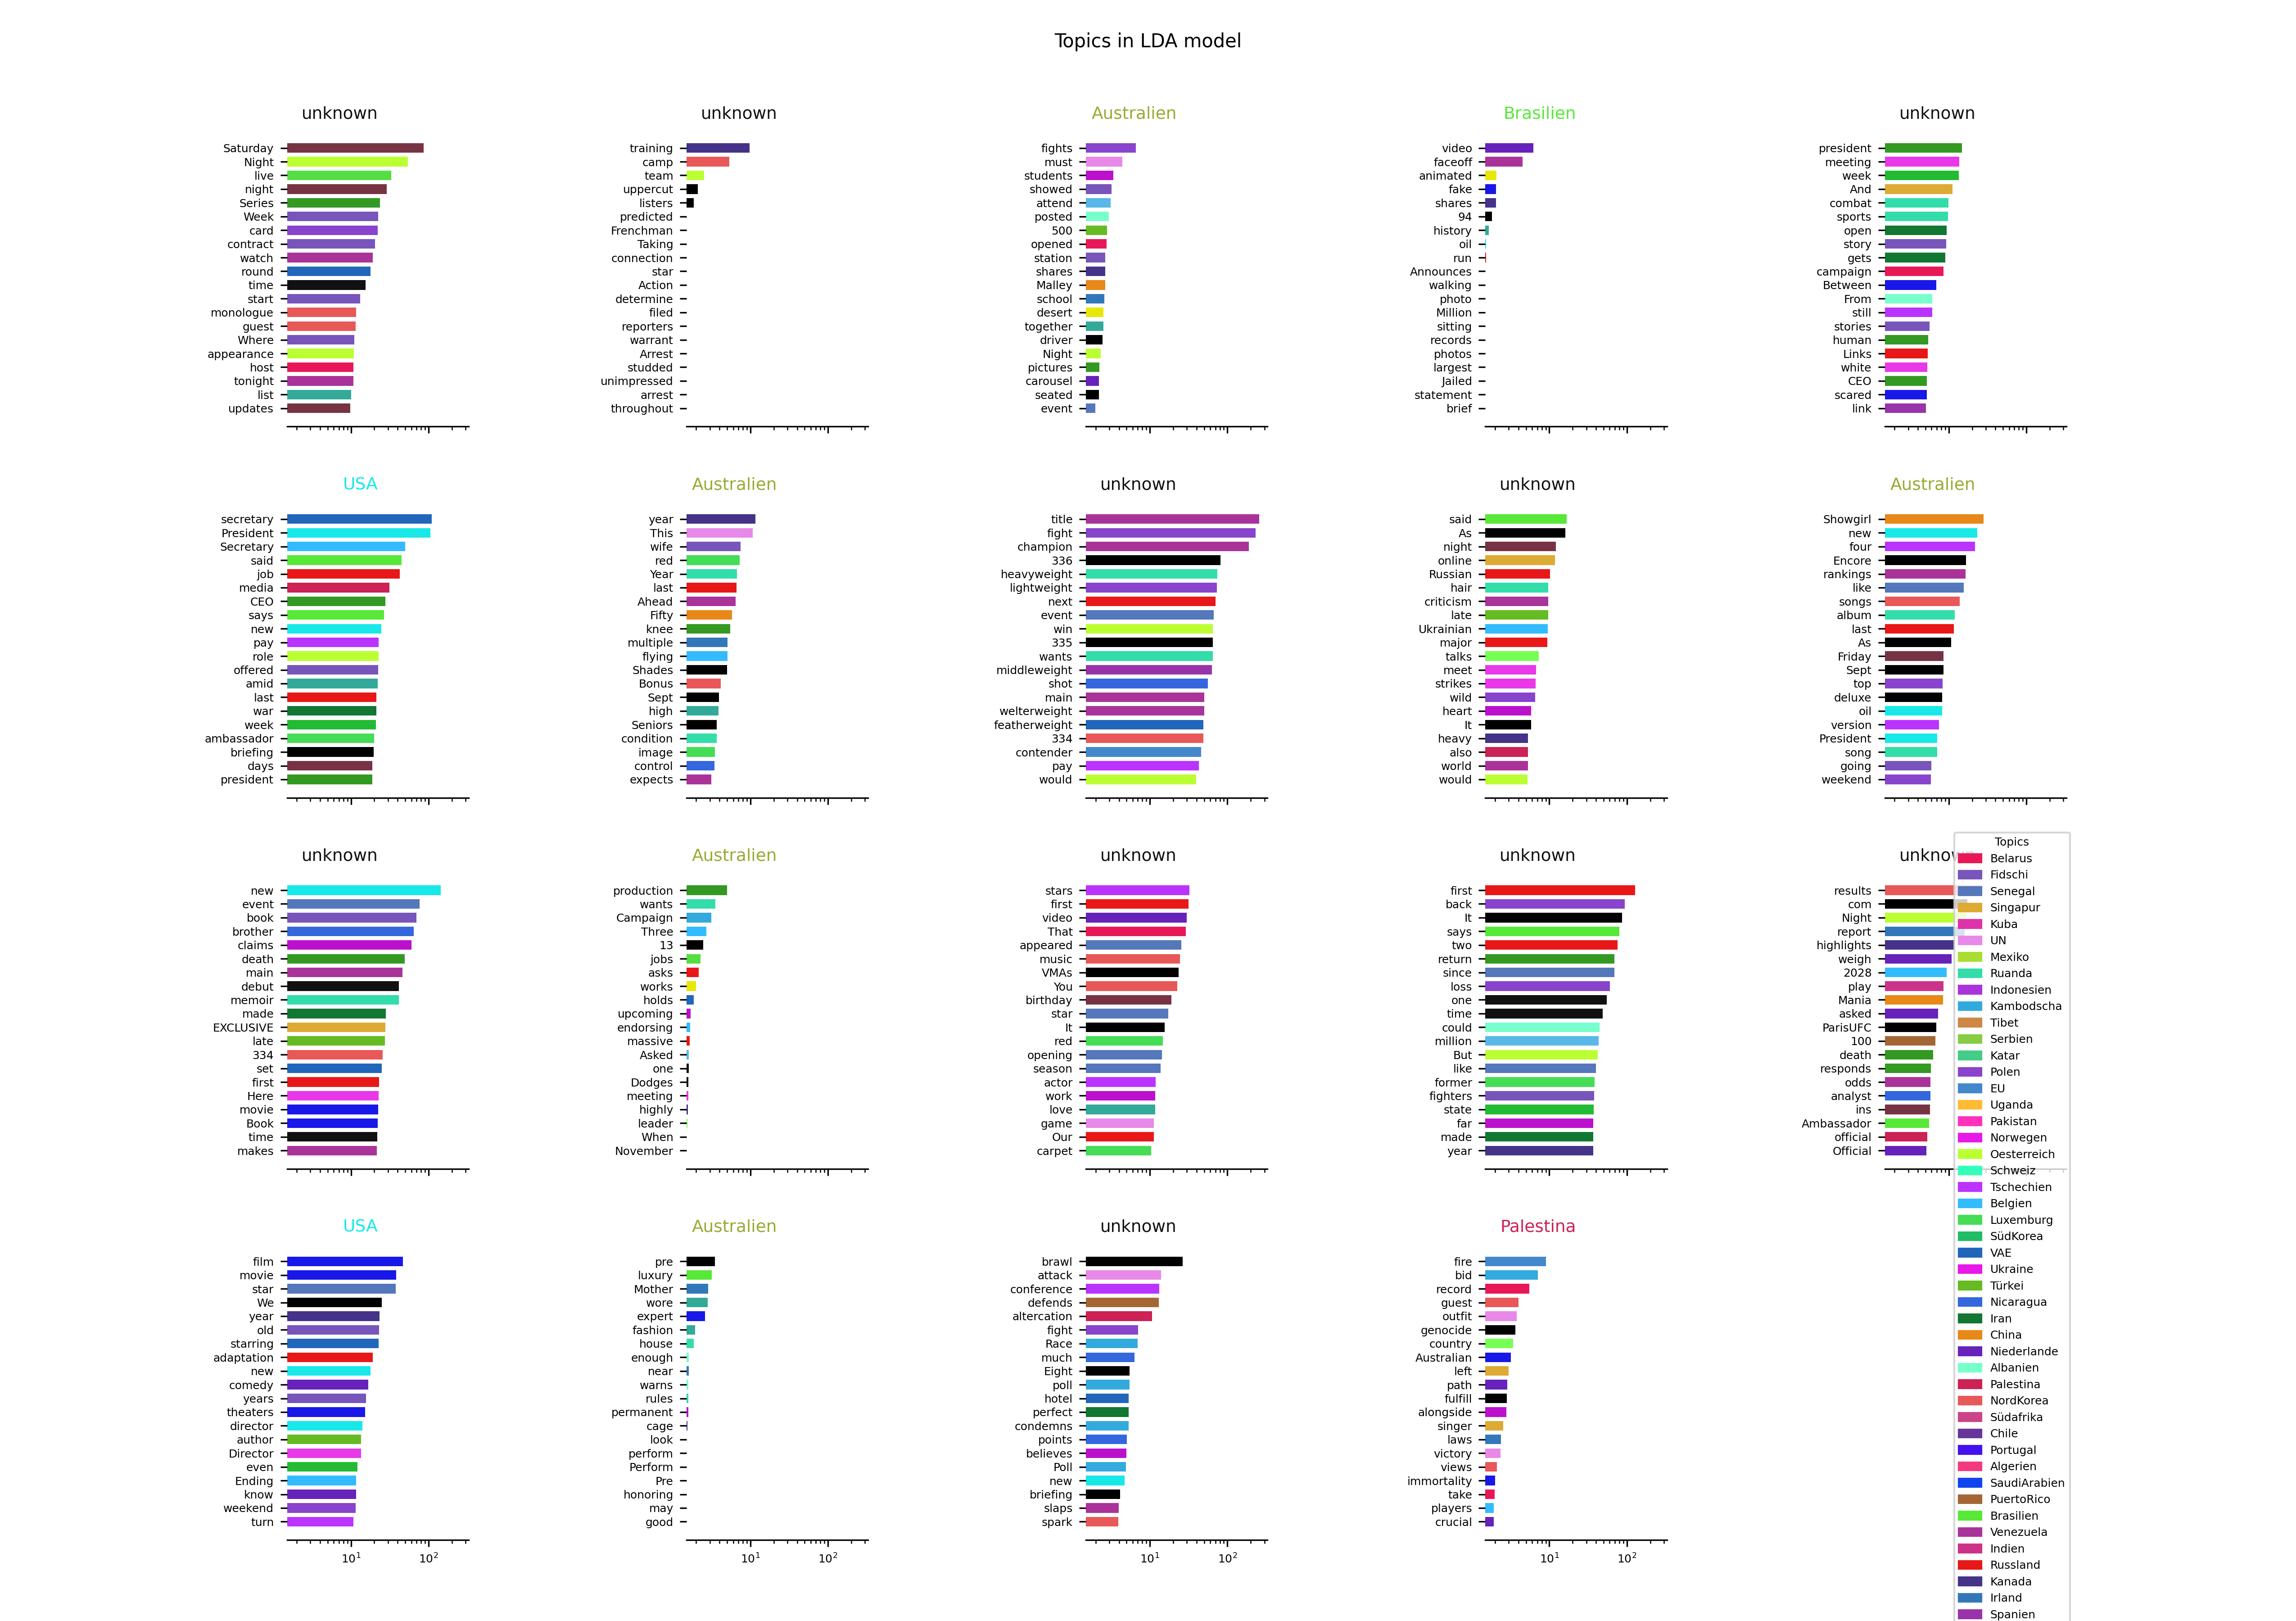 Topics in LDA model
unknown
Saturday
Night
live
night
Series
Week
card
contract
watch
round
time
start
monologue
guest
Where
appearance
host
tonight
list
updates
unknown
training
camp
team
uppercut
listers
predicted
Frenchman
Taking
connection
star
Action
determine
filed
reporters
warrant
Arrest
studded
unimpressed
arrest
throughout
Australien
fights
must
students
showed
attend
posted
500
opened
station
shares
Malley
school
desert
together
driver
Night
pictures
carousel
seated
event
Brasilien
video
faceoff
animated
fake
shares
94
history
oil
run
Announces
walking
photo
Million
sitting
records
photos
largest
Jailed
statement
brief
unknown
president
meeting
week
And
combat
sports
open
story
gets
campaign
Between
From
still
stories
human
Links
white
CEO
scared
link
USA
secretary
President
Secretary
said
job
media
CEO
says
new
pay
role
offered
amid
last
war
week
ambassador
briefing
days
president
Australien
year
This
wife
red
Year
last
Ahead
Fifty
knee
multiple
flying
Shades
Bonus
Sept
high
Seniors
condition
image
control
expects
unknown
title
fight
champion
336
heavyweight
lightweight
next
event
win
335
wants
middleweight
shot
main
welterweight
featherweight
334
contender
pay
would
unknown
said
As
night
online
Russian
hair
criticism
late
Ukrainian
major
talks
meet
strikes
wild
heart
It
heavy
also
world
would
Australien
Showgirl
new
four
Encore
rankings
like
songs
album
last
As
Friday
Sept
top
deluxe
oil
version
President
song
going
weekend
unknown
new
event
book
brother
claims
death
main
debut
memoir
made
EXCLUSIVE
late
334
set
first
Here
movie
Book
time
makes
Australien
production
wants
Campaign
Three
13
jobs
asks
works
holds
upcoming
endorsing
massive
Asked
one
Dodges
meeting
highly
leader
When
November
unknown
stars
first
video
That
appeared
music
VMAs
You
birthday
star
It
red
opening
season
actor
work
love
game
Our
carpet
unknown
first
back
It
says
two
return
since
loss
one
time
could
million
But
like
former
fighters
state
far
made
year
unknown
results
com
Night
report
highlights
weigh
2028
play
Mania
asked
ParisUFC
100
death
responds
odds
analyst
ins
Ambassador
official
Official
USA
film
movie
star
We
year
old
starring
adaptation
new
comedy
years
theaters
director
author
Director
even
Ending
know
weekend
turn
10¹ 10²
Australien
pre
luxury
Mother
wore
expert
fashion
house
enough
near
warns
rules
permanent
cage
look
perform
Perform
Pre
honoring
may
good
10¹ 10²
unknown
brawl
attack
conference
defends
altercation
fight
Race
much
Eight
poll
hotel
perfect
condemns
points
believes
Poll
new
briefing
slaps
spark
10¹ 10²
Palestina
fire
bid
record
guest
outfit
genocide
country
Australian
left
path
fulfill
alongside
singer
laws
victory
views
immortality
take
players
crucial
10¹ 10²
Topics
Belarus
Fidschi
Senegal
Singapur
Kuba
UN
Mexiko
Ruanda
Indonesien
Kambodscha
Tibet
Serbien
Katar
Polen
EU
Uganda
Pakistan
Norwegen
Oesterreich
Schweiz
Tschechien
Belgien
Luxemburg
SüdKorea
VAE
Ukraine
Türkei
Nicaragua
Iran
China
Niederlande
Albanien
Palestina
NordKorea
Südafrika
Chile
Portugal
Algerien
SaudiArabien
PuertoRico
Brasilien
Venezuela
Indien
Russland
Kanada
Irland
Spanien